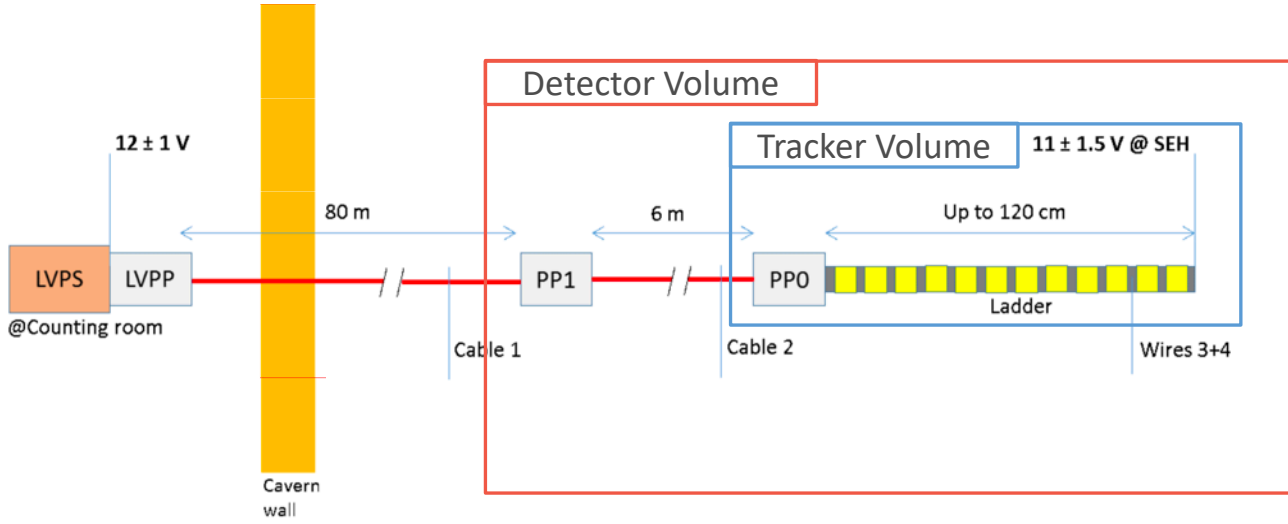 Detector Volume
12 ± 1 V
Tracker Volume
11 ± 1.5 V @ SEH
80 m
6 m
Up to 120 cm
LVPS
LVPP
PP1
PP0
Ladder
@Counting room
Cable 1
Cable 2
Wires 3+4
Cavern
wall